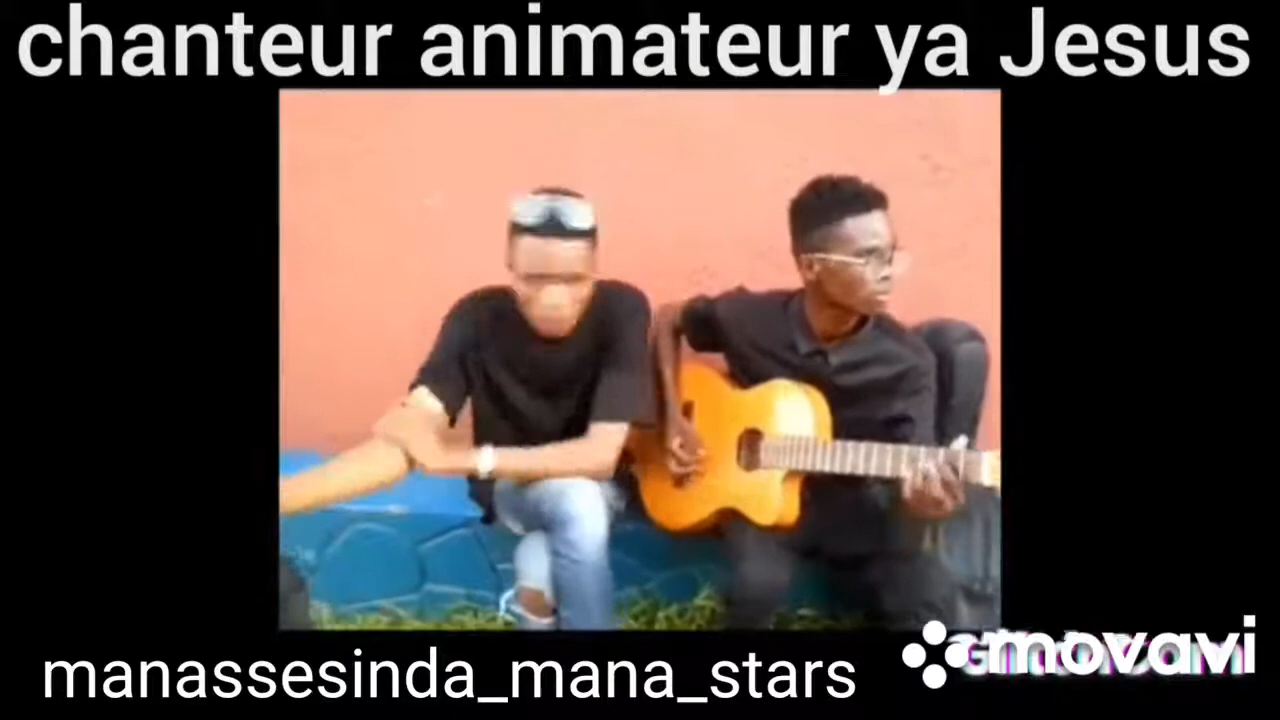 chanteur animateur ya Jesus
manassesinda_mana_stars
movavi